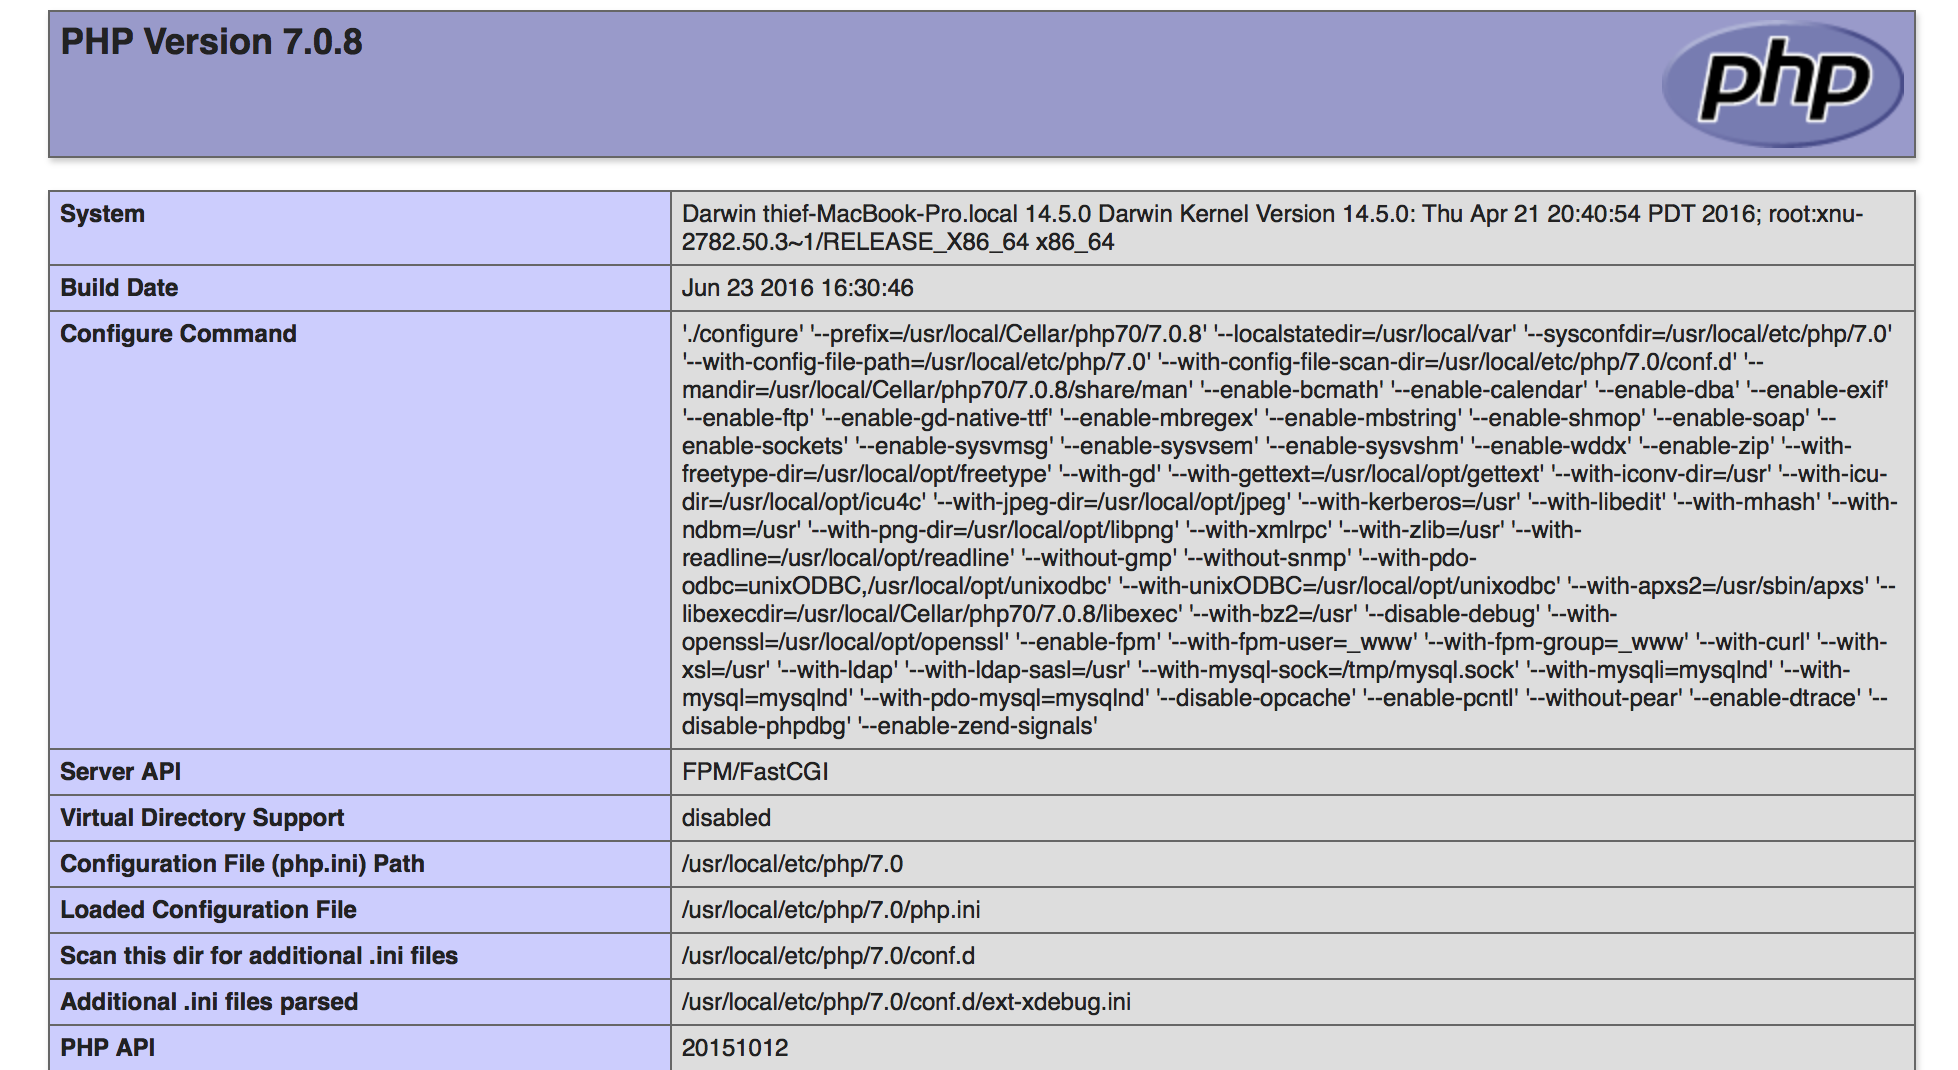 PHP Version 7.0.8
php
System
Darwin thief-MacBook-Pro.local 14.5.0 Darwin Kernel Version 14.5.0: Thu Apr 21 20:40:54 PDT 2016; root:xnu-
2782.50.3~1/RELEASE_X86_64 x86_64
Build Date
Jun 23 2016 16:30:46
Configure Command
'./configure' '--prefix=/usr/local/Cellar/php70/7.0.8' '--localstatedir=/usr/local/var' '--sysconfdir=/usr/local/etc/php/7.0'
'--with-config-file-path=/usr/local/etc/php/7.0' '--with-config-file-scan-dir=/usr/local/etc/php/7.0/conf.d' '--
mandir=/usr/local/Cellar/php70/7.0.8/share/man' '--enable-bcmath' '--enable-calendar' '--enable-dba' '--enable-exif'
'--enable-ftp' '--enable-gd-native-ttf' '--enable-mbregex' '--enable-mbstring' '--enable-shmop' '--enable-soap' '--
enable-sockets' '--enable-sysvmsg' '--enable-sysvsem' '--enable-sysvshm' '--enable-wddx' '--enable-zip' '--with-
freetype-dir=/usr/local/opt/freetype' '--with-gd' '--with-gettext=/usr/local/opt/gettext' '--with-iconv-dir=/usr' '--with-icu-
dir=/usr/local/opt/icu4c' '--with-jpeg-dir=/usr/local/opt/jpeg' '--with-kerberos=/usr' '--with-libedit' '--with-mhash' '--with-
ndbm=/usr' '--with-png-dir=/usr/local/opt/libpng' '--with-xmlrpc' '--with-zlib=/usr' '--with-
readline=/usr/local/opt/readline' '--without-gmp' '--without-snmp' '--with-pdo-
odbc=unixODBC,/usr/local/opt/unixodbc' '--with-unixODBC=/usr/local/opt/unixodbc' '--with-apxs2=/usr/sbin/apxs' '--
libexecdir=/usr/local/Cellar/php70/7.0.8/libexec' '--with-bz2=/usr' '--disable-debug' '--with-
openssl=/usr/local/opt/openssl' '--enable-fpm' '--with-fpm-user=_www' '--with-fpm-group=_www' '--with-curl' '--with-
xsl=/usr' '--with-ldap' '--with-ldap-sasl=/usr' '--with-mysql-sock=/tmp/mysql.sock' '--with-mysqli=mysqlnd' '--with-
mysql=mysqlnd' '--with-pdo-mysql=mysqlnd' '--disable-opcache' '--enable-pcntl' '--without-pear' '--enable-dtrace' '--
disable-phpdbg' '--enable-zend-signals'
Server API
FPM/FastCGI
Virtual Directory Support
disabled
Configuration File (php.ini) Path
/usr/local/etc/php/7.0
Loaded Configuration File
/usr/local/etc/php/7.0/php.ini
Scan this dir for additional .ini files
/usr/local/etc/php/7.0/conf.d
Additional .ini files parsed
/usr/local/etc/php/7.0/conf.d/ext-xdebug.ini
PHP API
20151012